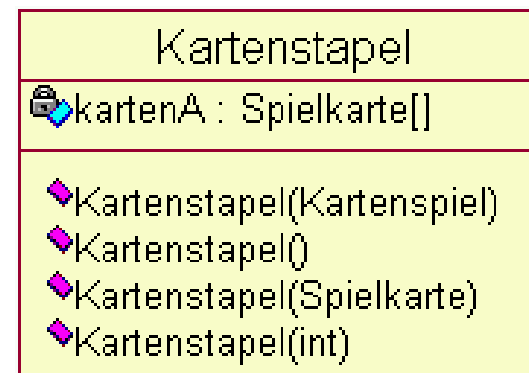 Kartenstapel
kartenA : Spielkarte[]
Kartenstapel(Kartenspiel)
Kartenstapel()
Kartenstapel(Spielkarte)
Kartenstapel(int)